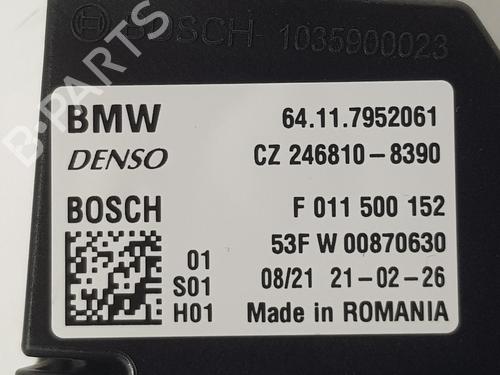 BOSCH 1035900023
BMW 64.11.7952061
DENSO CZ 246810-8390
BOSCH F 011 500 152
53F W 00870630
01
S01 08/21 21-02-26
H01 Made in ROMANIA
B-PARTS